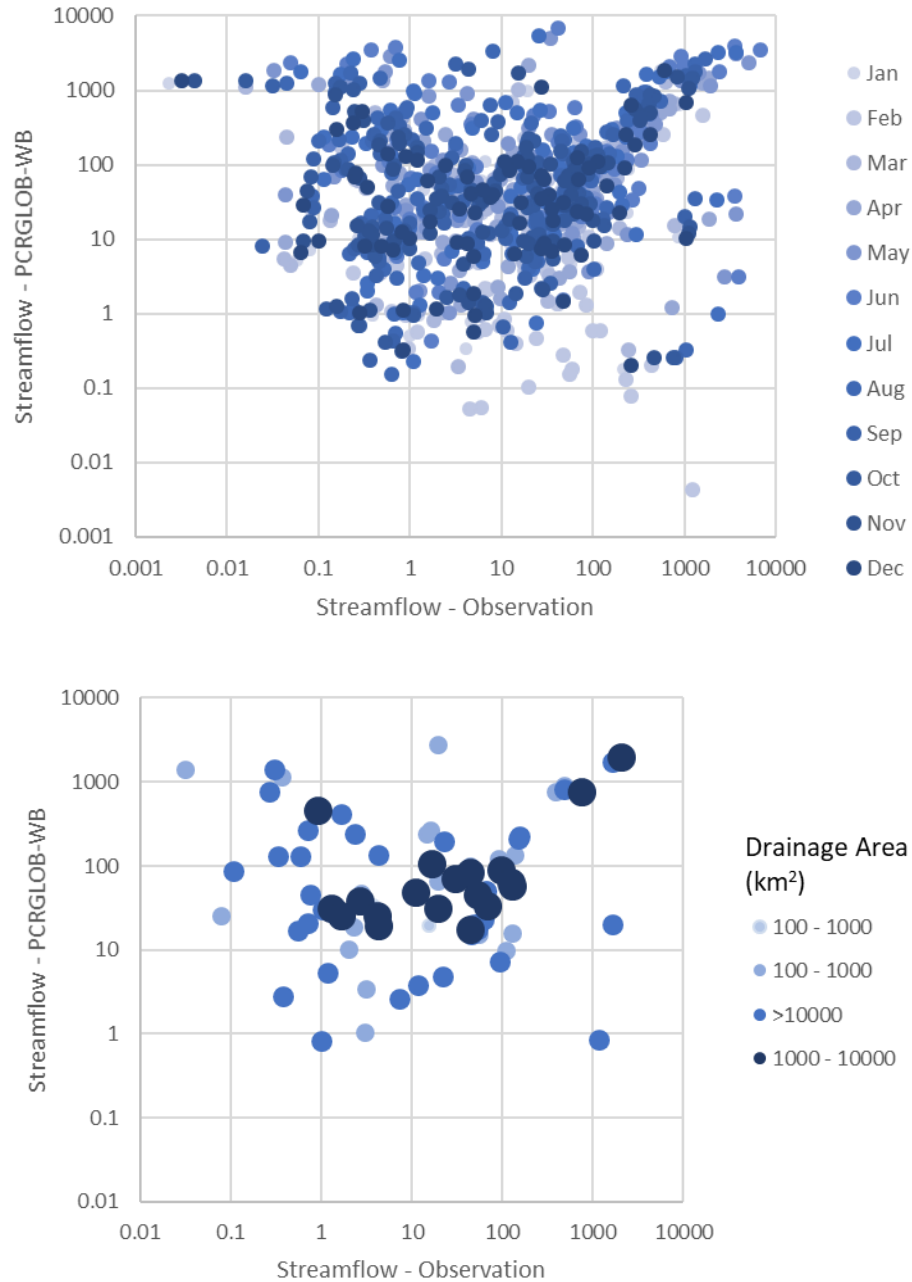 10000
1000
100
10
1
0.1
0.01
0.001
Streamflow - PCRGLOB-WB
0.001 0.01 0.1 1 10 100 1000 10000
Streamflow - Observation
Jan
Feb
Mar
Apr
May
Jun
Jul
Aug
Sep
Oct
Nov
Dec
10000
1000
100
10
1
0.1
0.01
Streamflow - PCRGLOB-WB
0.01 0.1 1 10 100 1000 10000
Streamflow - Observation
Drainage Area
(km²)
100 - 1000
100 - 1000
>10000
1000 - 10000